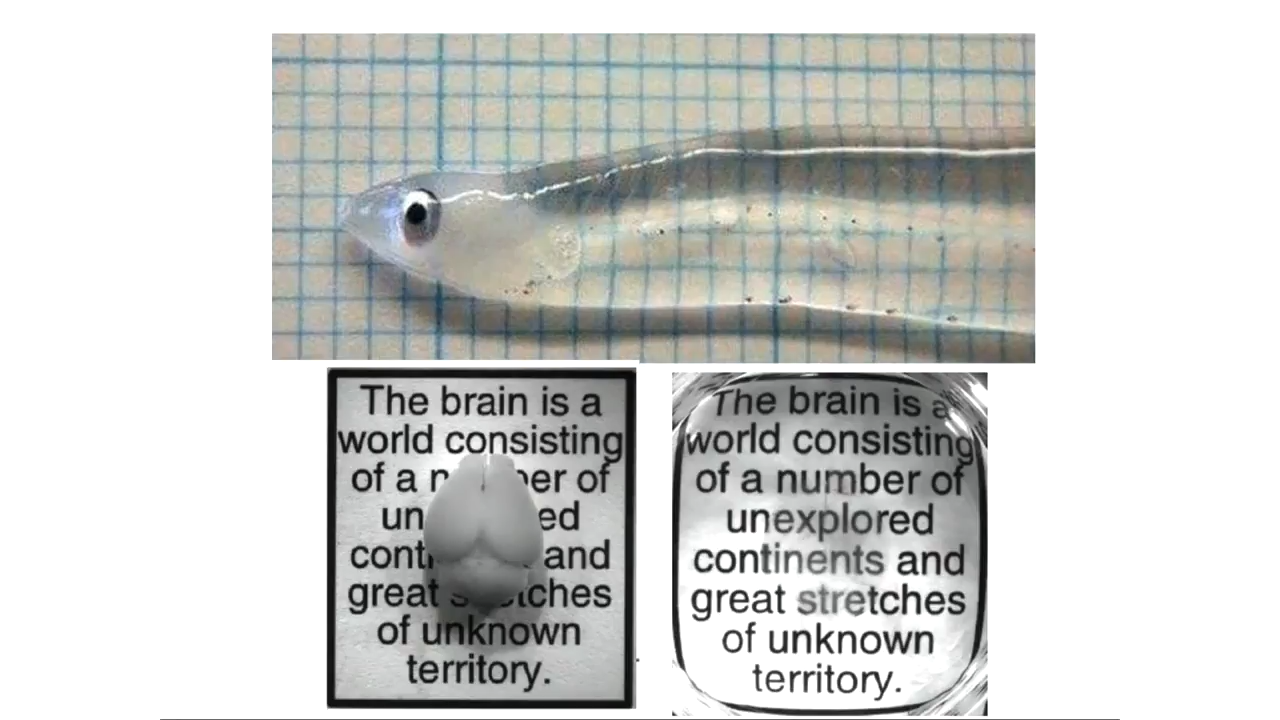 The brain is a
world consisting
of a of
and
great
of unknown
territory.
The brain is a
world consisting
of a number of
unexplored
continents and
great stretches
of unknown
territory.